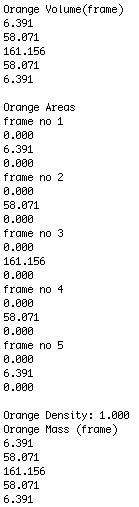 Orange Volume(frame)
6.391
58.071
161.156
58.071
6.391
Orange Areas
frame no 1
0.000
6.391
0.000
frame no 2
0.000
58.071
0.000
frame no 3
0.000
161.156
0.000
frame no 4
0.000
58.071
0.000
frame no 5
0.000
6.391
0.000
Orange Density: 1.000
Orange Mass (frame)
6.391
58.071
161.156
58.071
6.391